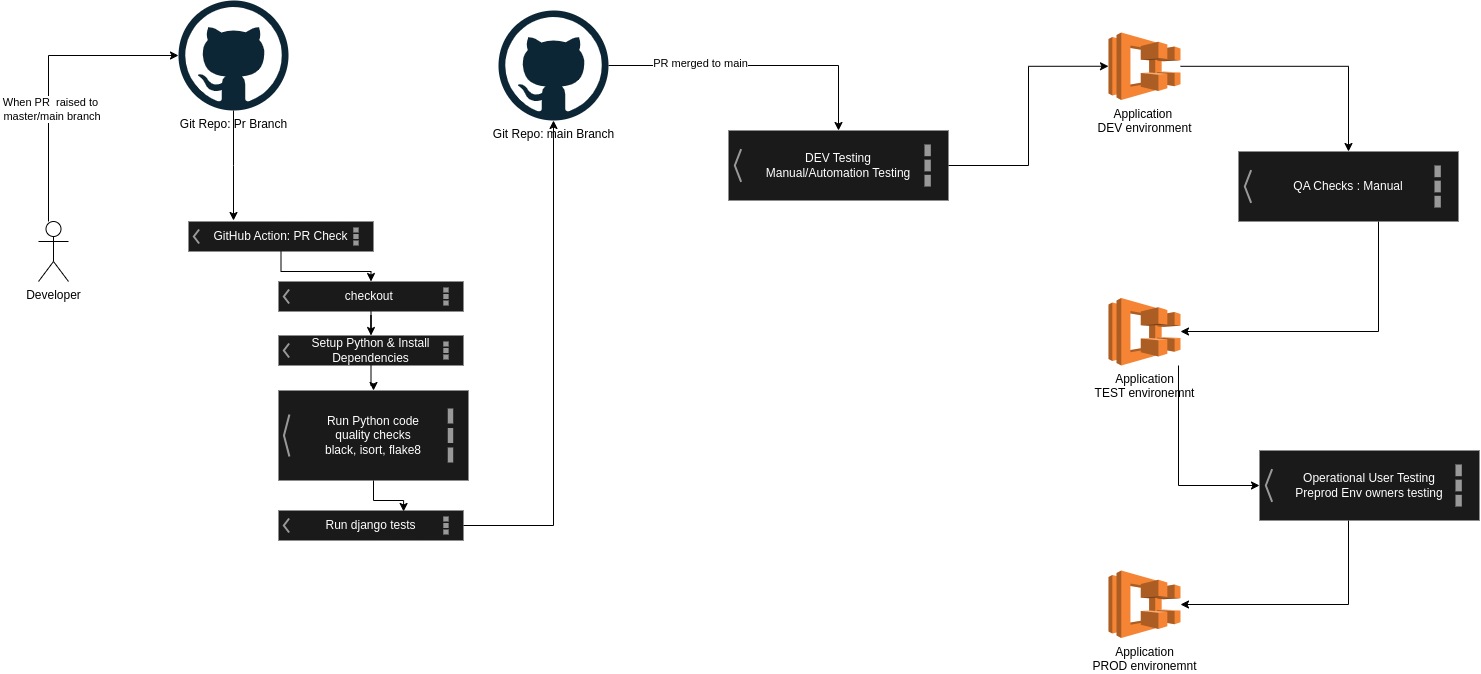 When PR  raised to
master/main branch
Developer
Git Repo: Pr Branch
GitHub Action: PR Check
checkout
Setup Python & Install
Dependencies
Run Python code
quality checks
black, isort, flake8
Run django tests
Git Repo: main Branch
PR merged to main
DEV Testing
Manual/Automation Testing
Application
DEV environment
QA Checks : Manual
Application
TEST environemnt
Operational User Testing
Preprod Env owners testing
Application
PROD environemnt